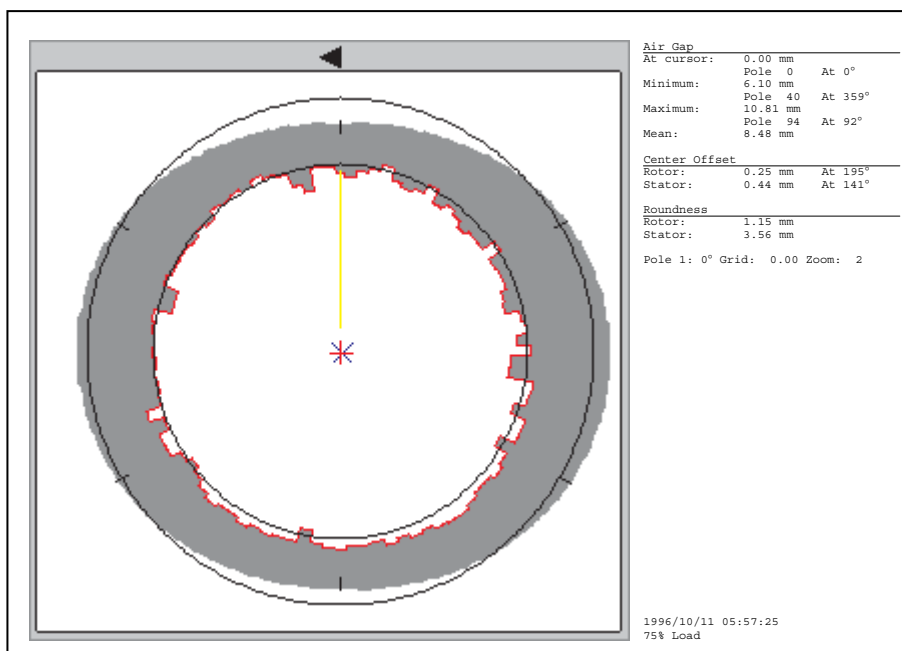 Air Gap
At cursor: 0.00 mm
Pole 0 At 0°
Minimum: 6.10 mm
Pole 40 At 359°
Maximum: 10.81 mm
Pole 94 At 92°
Mean: 8.48 mm
Center Offset
Rotor: 0.25 mm At 195°
Stator: 0.44 mm At 141°
Roundness
Rotor: 1.15 mm
Stator: 3.56 mm
Pole 1: 0° Grid: 0.00 Zoom: 2
1996/10/11 05:57:25
75% Load